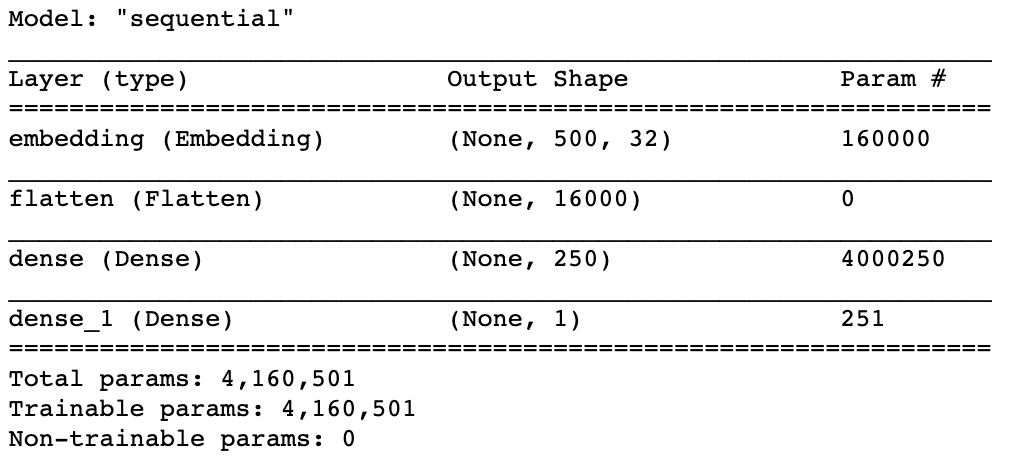 Model: "sequential"
Layer (type) Output Shape Param #
embedding (Embedding) (None, 500, 32) 160000
flatten (Flatten) (None, 16000) 0
dense (Dense) (None, 250) 4000250
dense_1 (Dense) (None, 1) 251
Total params: 4,160,501
Trainable params: 4,160,501
Non-trainable params: 0